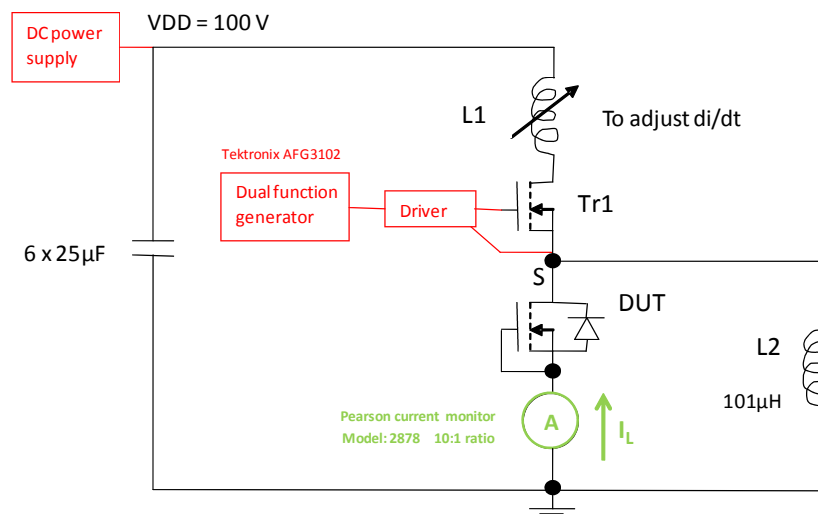 DC power
supply
VDD = 100 V
L1
To adjust di/dt
Tektronix AFG3102
Dual function
generator
Driver
Tr1
6 x 25µF
S
DUT
L2
101µH
Pearson current monitor
Model: 2878 10:1 ratio
A
IL